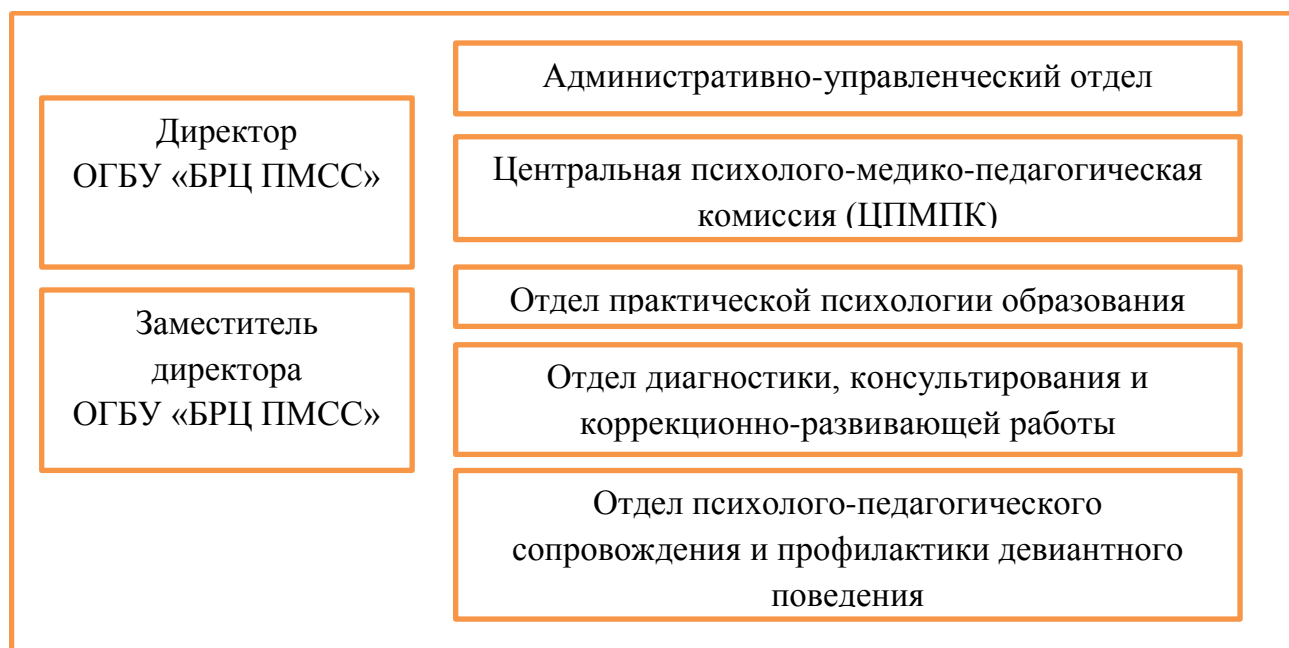 Директор
ОГБУ «БРЦ ПМСС»
Заместитель
директора
ОГБУ «БРЦ ПМСС»
Административно-управленческий отдел
Центральная психолого-медико-педагогическая
комиссия (ЦПМПК)
Отдел практической психологии образования
Отдел диагностики, консультирования и
коррекционно-развивающей работы
Отдел психолого-педагогического
сопровождения и профилактики девиантного
поведения